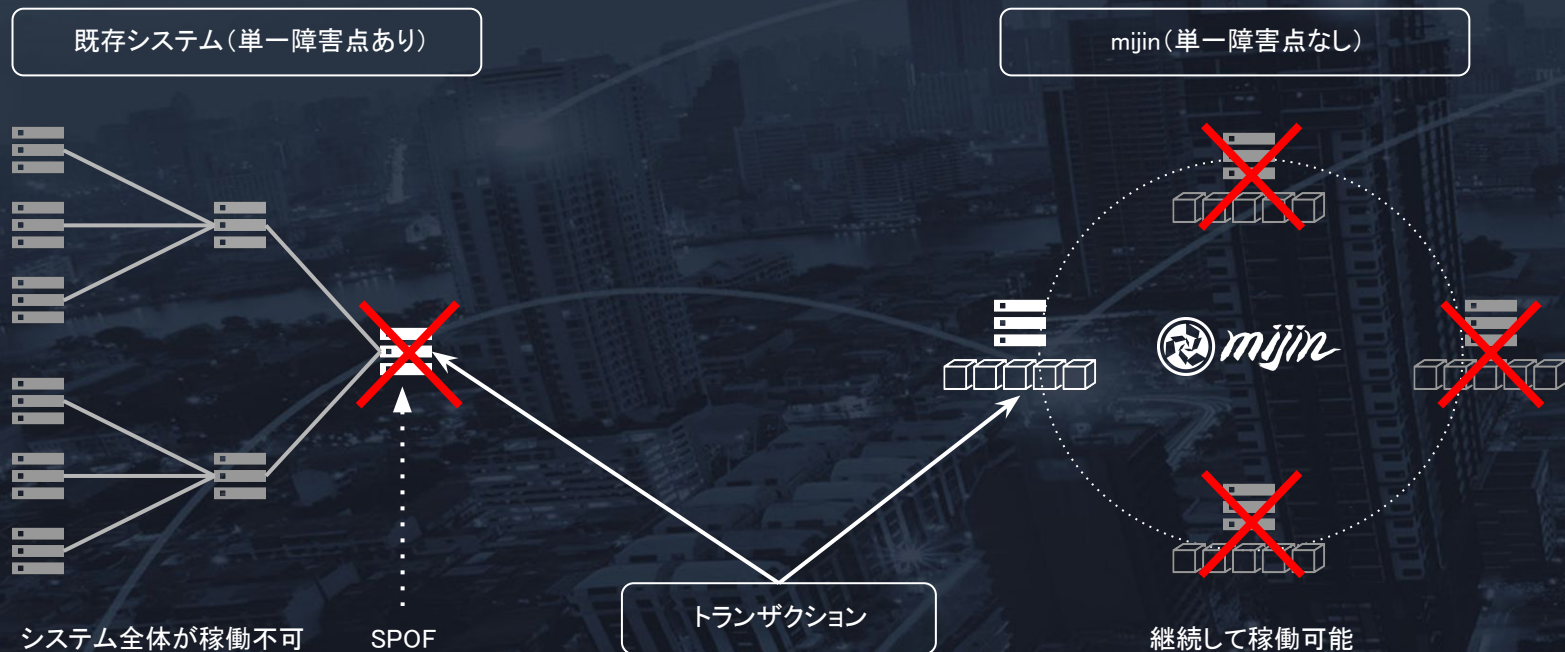 既存システム（単一障害点あり）
mijin（単一障害点なし）
mijin
トランザクション
システム全体が稼働不可
SPOF
継続して稼働可能